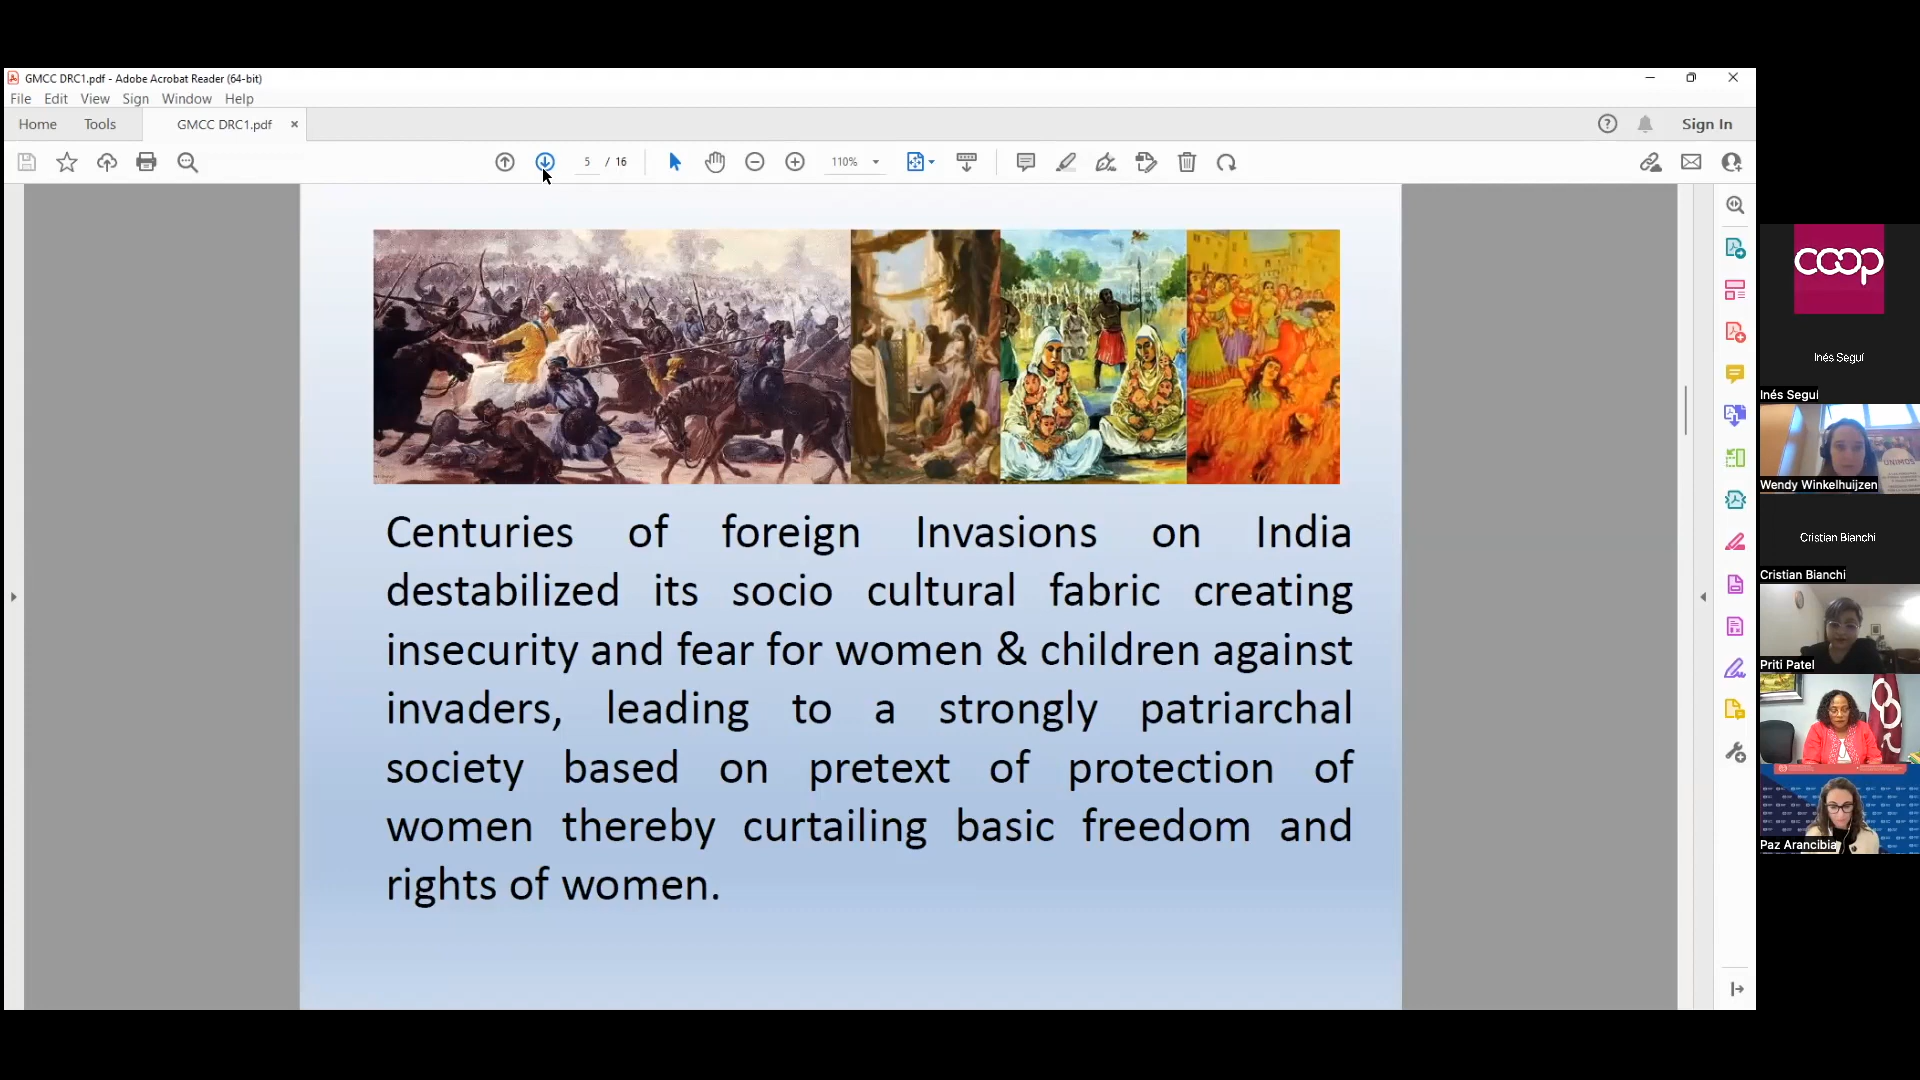 GMCC DRC1.pdf - Adobe Acrobat Reader (64-bit)
File Edit View Sign Window Help
Home Tools GMCC DRC1.pdf × Sign In
5 / 16 110%
Centuries of foreign Invasions on India
destabilized its socio cultural fabric creating
insecurity and fear for women & children against
invaders, leading to a strongly patriarchal
society based on pretext of protection of
women thereby curtailing basic freedom and
rights of women.
coop
Inés Seguí
Inés Seguí
UNIMOS
Wendy Winkelhuijzen
Cristian Bianchi
Cristian Bianchi
Priti Patel
Paz Arancibia